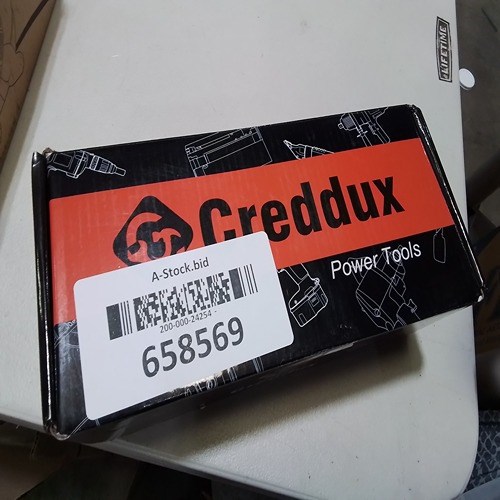 LIFETIME
Creddux
Power Tools
A-Stock.bid
200-000-24254 -
658569